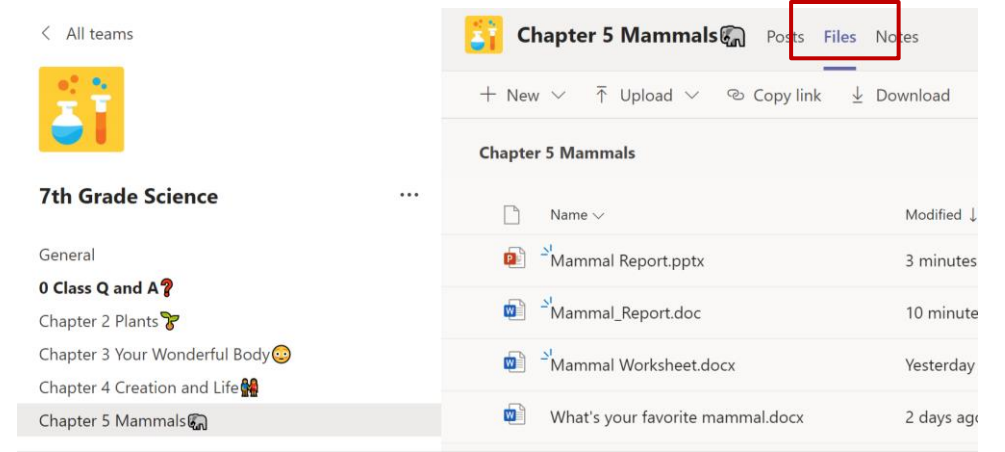 All teams
7th Grade Science
...
General
0 Class Q and A❓
Chapter 2 Plants🌱
Chapter 3 Your Wonderful Body😳
Chapter 4 Creation and Life👫
Chapter 5 Mammals🐘
Chapter 5 Mammals🐘 Posts Files Notes
+ New Upload Copy link Download
Chapter 5 Mammals
Name Modified ↓
Mammal Report.pptx 3 minutes
Mammal_Report.doc 10 minute
Mammal Worksheet.docx Yesterday
What's your favorite mammal.docx 2 days ago